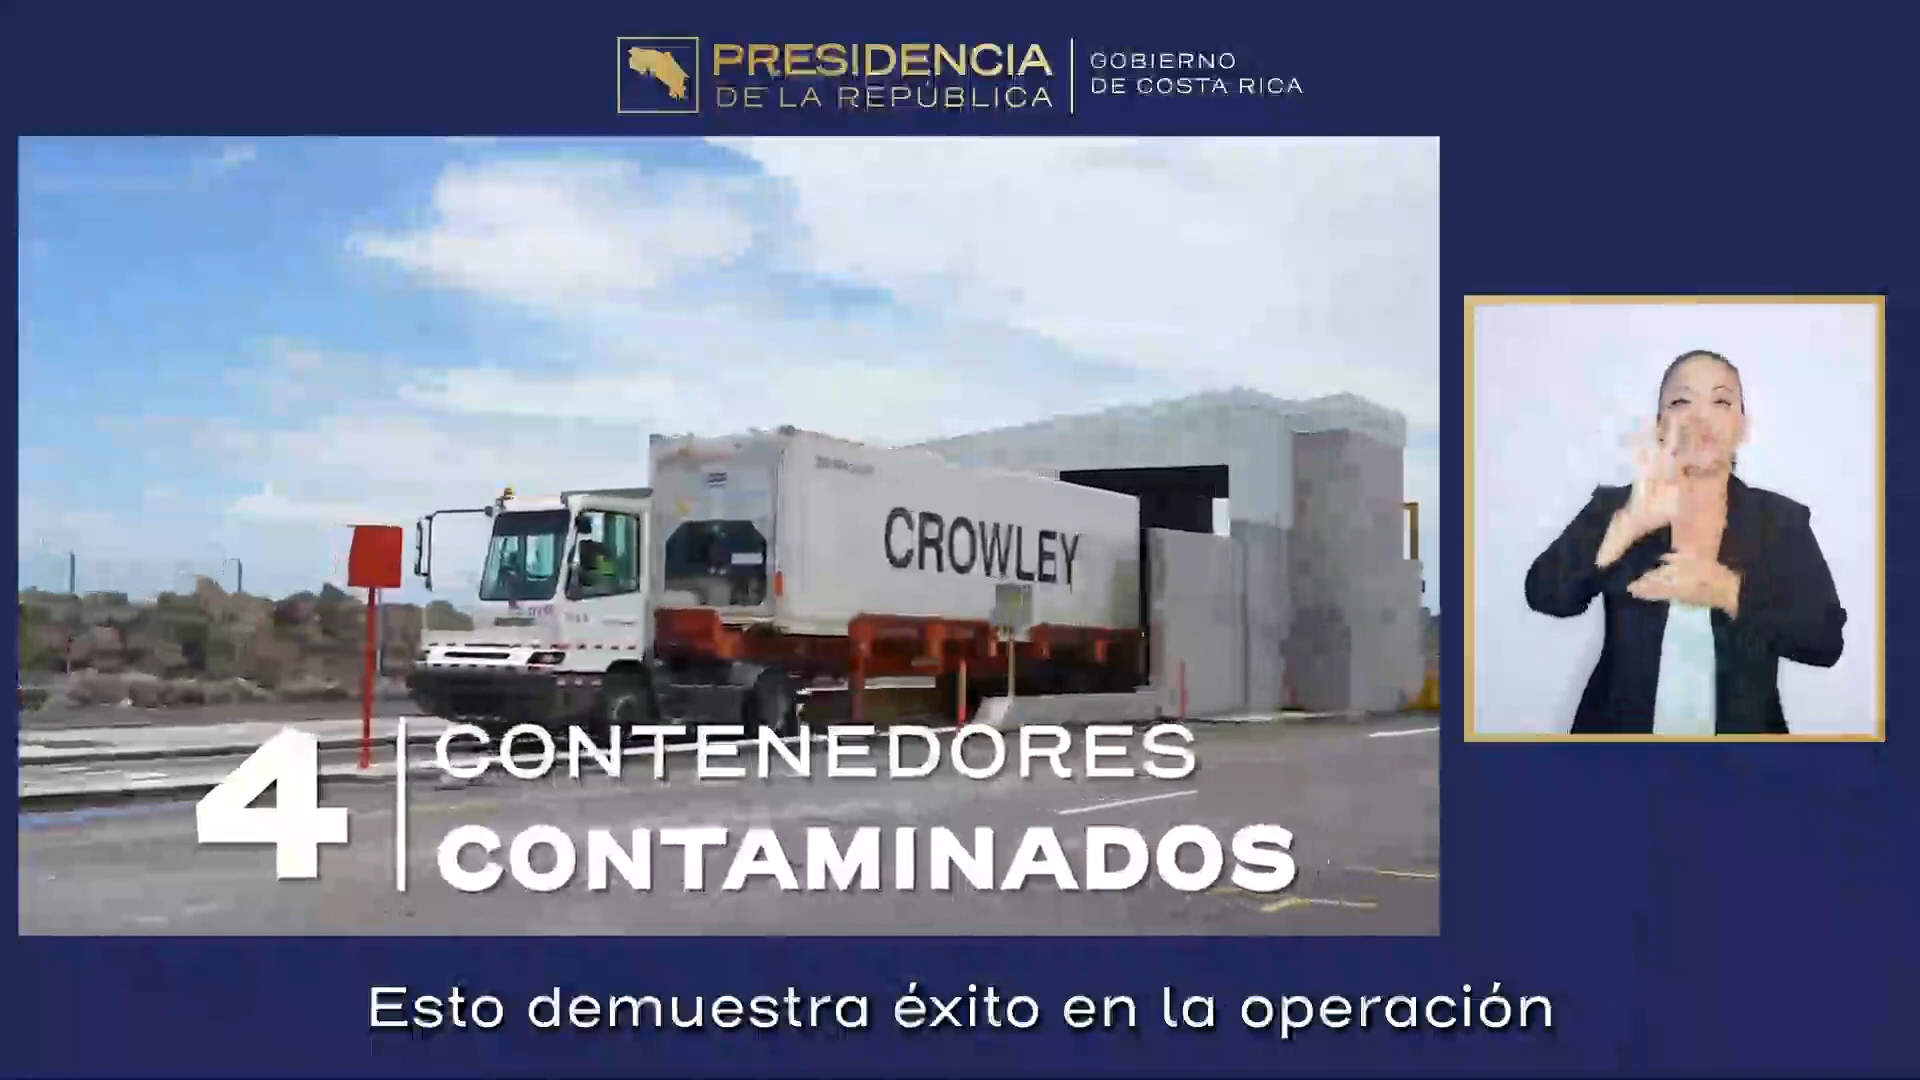 PRESIDENCIA
DE LA REPÚBLICA
GOBIERNO
DE COSTA RICA
CROWLEY
4
CONTENEDORES
CONTAMINADOS
Esto demuestra éxito en la operación